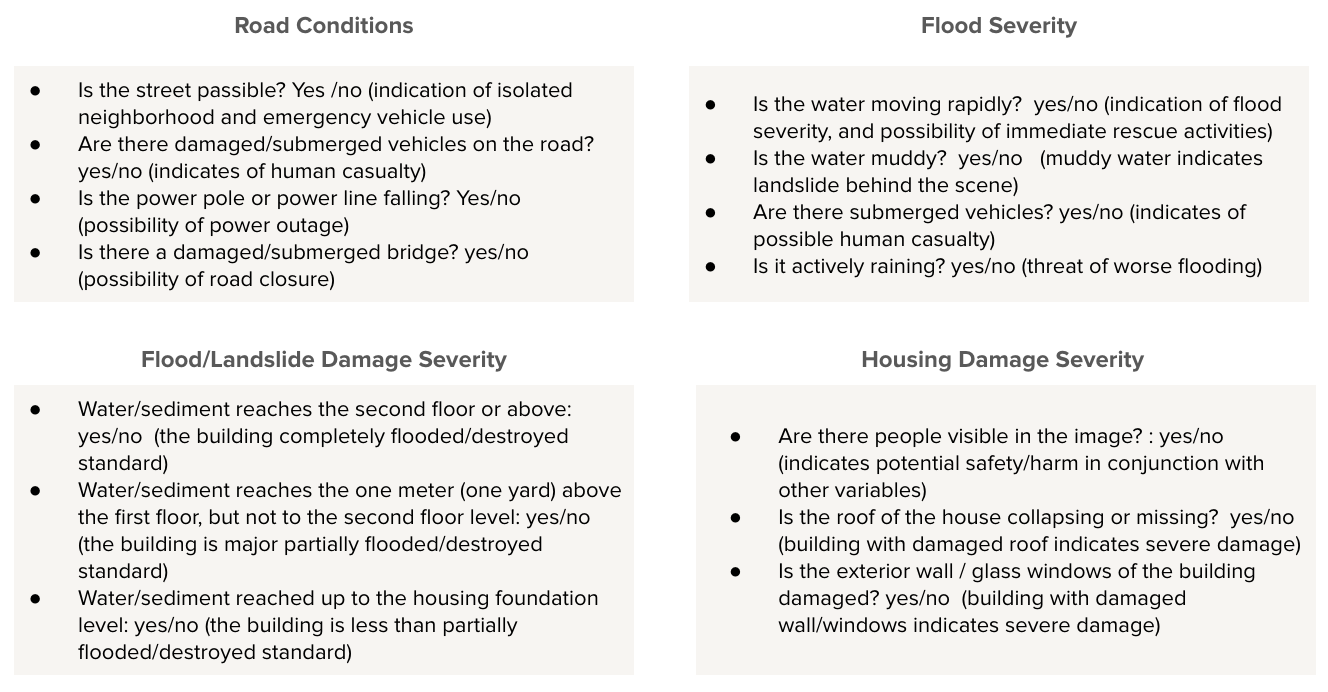 Road Conditions
● Is the street passible? Yes /no (indication of isolated
neighborhood and emergency vehicle use)
● Are there damaged/submerged vehicles on the road?
yes/no (indicates of human casualty)
● Is the power pole or power line falling? Yes/no
(possibility of power outage)
● Is there a damaged/submerged bridge? yes/no
(possibility of road closure)
Flood Severity
● Is the water moving rapidly?  yes/no (indication of flood
severity, and possibility of immediate rescue activities)
● Is the water muddy?  yes/no   (muddy water indicates
landslide behind the scene)
● Are there submerged vehicles? yes/no (indicates of
possible human casualty)
● Is it actively raining? yes/no (threat of worse flooding)
Flood/Landslide Damage Severity
● Water/sediment reaches the second floor or above:
yes/no  (the building completely flooded/destroyed
standard)
● Water/sediment reaches the one meter (one yard) above
the first floor, but not to the second floor level: yes/no
(the building is major partially flooded/destroyed
standard)
● Water/sediment reached up to the housing foundation
level: yes/no (the building is less than partially
flooded/destroyed standard)
Housing Damage Severity
● Are there people visible in the image? : yes/no
(indicates potential safety/harm in conjunction with
other variables)
● Is the roof of the house collapsing or missing?  yes/no
(building with damaged roof indicates severe damage)
● Is the exterior wall / glass windows of the building
damaged? yes/no  (building with damaged
wall/windows indicates severe damage)